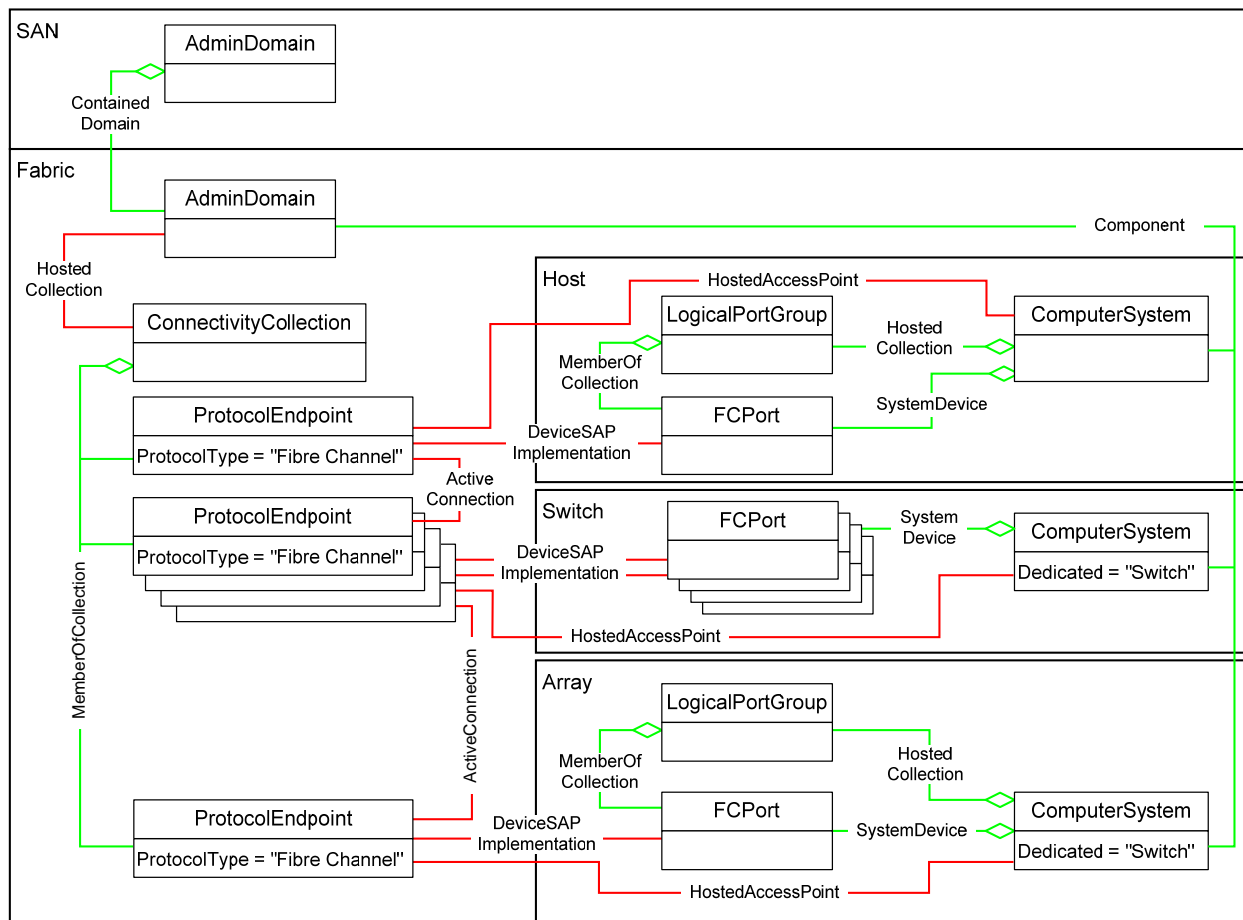 SAN
AdminDomain
Contained
Domain
Fabric
AdminDomain
Component
Hosted
Collection
ConnectivityCollection
Host
HostedAccessPoint
LogicalPortGroup
Hosted
Collection
ComputerSystem
MemberOf
Collection
SystemDevice
FCPort
ProtocolEndpoint
ProtocolType = "Fibre Channel"
DeviceSAP
Implementation
Active
Connection
Switch
ProtocolEndpoint
ProtocolType = "Fibre Channel"
DeviceSAP
Implementation
FCPort
System
Device
ComputerSystem
Dedicated = "Switch"
HostedAccessPoint
MemberOfCollection
ActiveConnection
Array
LogicalPortGroup
MemberOf
Collection
Hosted
Collection
FCPort
SystemDevice
ComputerSystem
Dedicated = "Switch"
ProtocolEndpoint
ProtocolType = "Fibre Channel"
DeviceSAP
Implementation
HostedAccessPoint